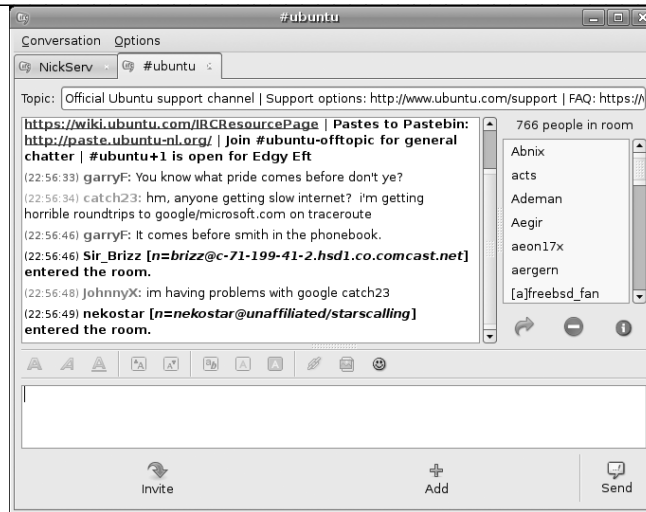 #ubuntu
Conversation Options
NickServ #ubuntu
Topic: Official Ubuntu support channel | Support options: http://www.ubuntu.com/support | FAQ: https://
https://wiki.ubuntu.com/IRCResourcePage | Pastes to Pastebin:
http://paste.ubuntu-nl.org/ | Join #ubuntu-offtopic for general
chatter | #ubuntu+1 is open for Edgy Eft
(22:56:33) garryF: You know what pride comes before don't ye?
(22:56:34) catch23: hm, anyone getting slow internet? i'm getting
horrible roundtrips to google/microsoft.com on traceroute
(22:56:46) garryF: It comes before smith in the phonebook.
(22:56:46) Sir_Brizz [n=brizz@c-71-199-41-2.hsd1.co.comcast.net]
entered the room.
(22:56:48) JohnnyX: im having problems with google catch23
(22:56:49) nekostar [n=nekostar@unaffiliated/starscalling]
entered the room.
766 people in room
Abnix
acts
Ademan
Aegir
aeon17x
aergern
[a]freebsd_fan
Invite
Add
Send